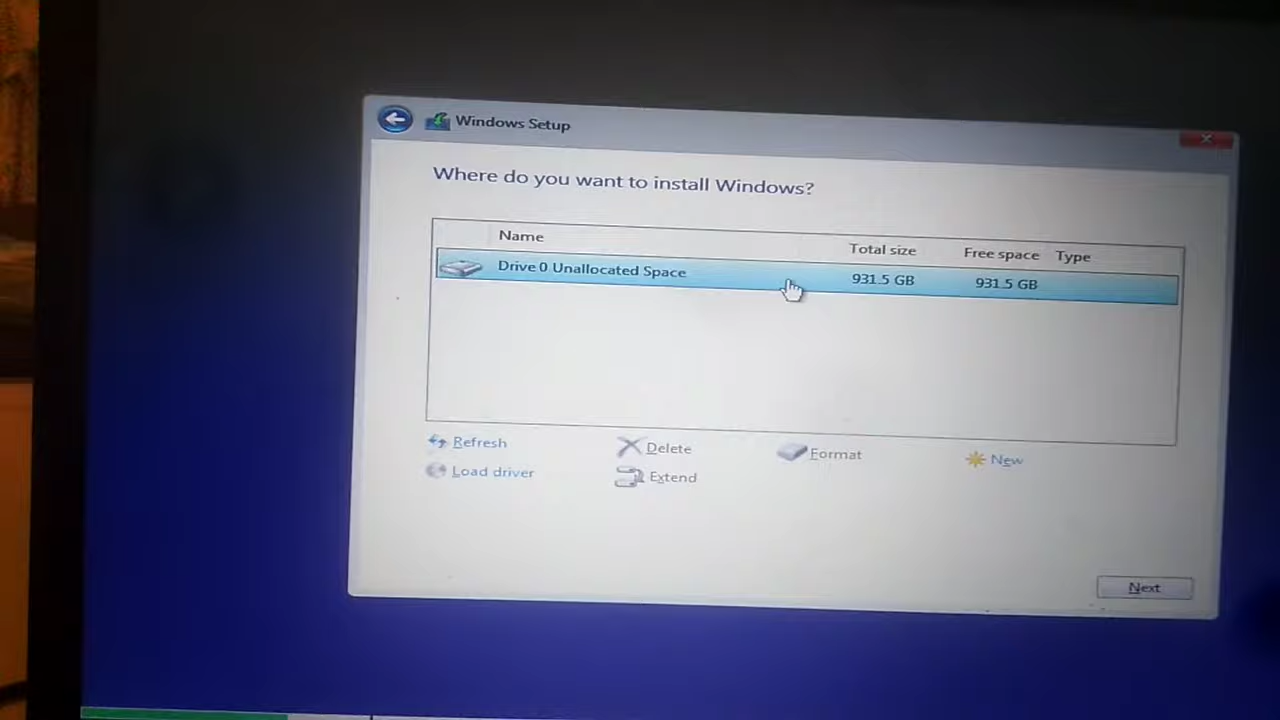 Windows Setup
Where do you want to install Windows?
Name Total size Free space Type
Drive 0 Unallocated Space 931.5 GB 931.5 GB
Refresh Delete Format New
Load driver Extend
Next